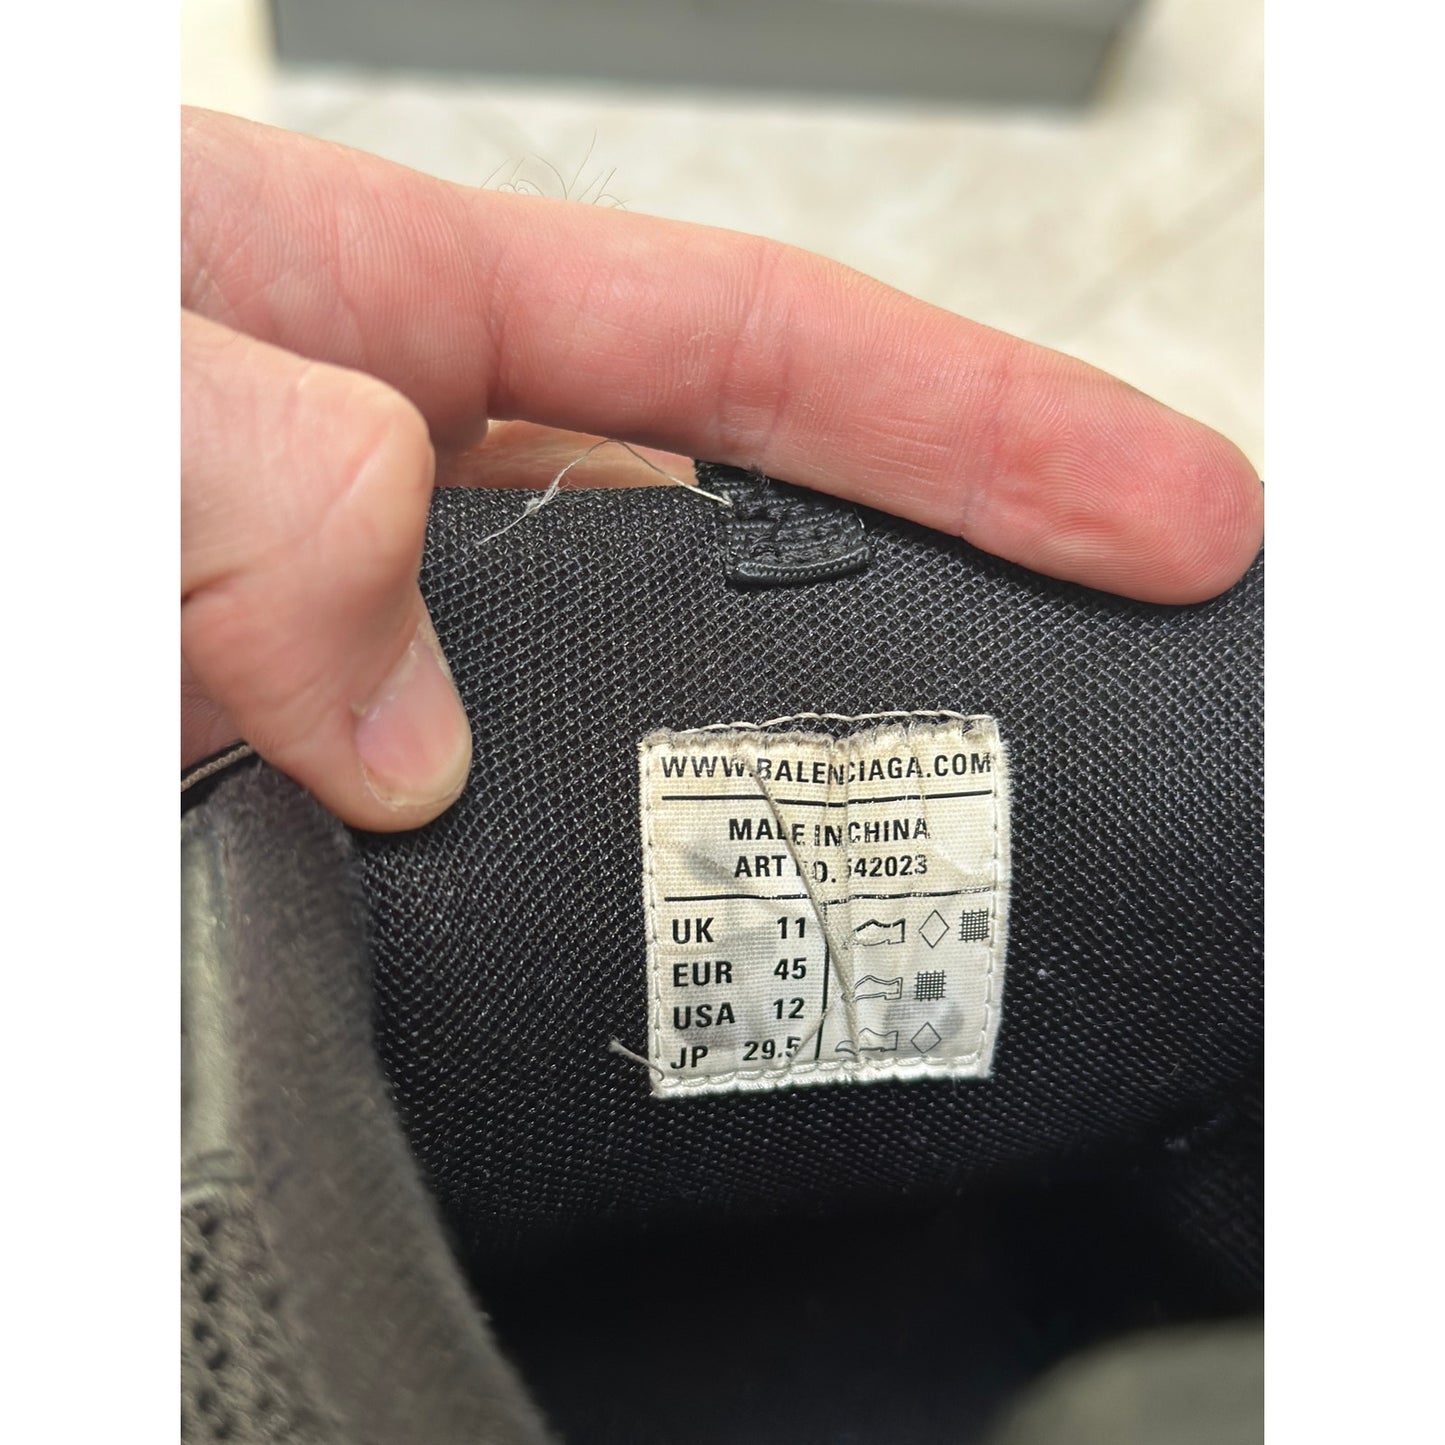 WWW.BALENCIAGA.COM
MADE IN CHINA
ART NO. 542023
UK 11
EUR 45
USA 12
JP 29.5